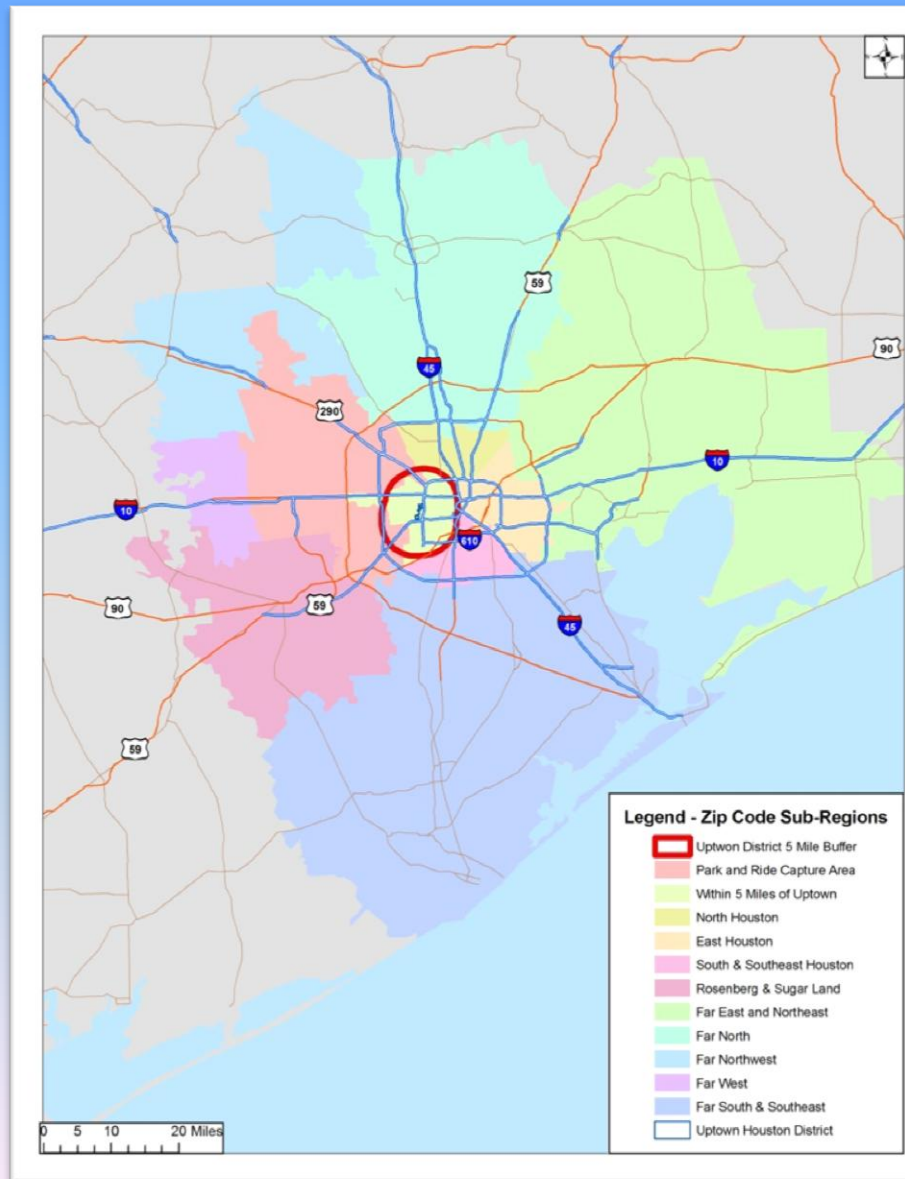 59
90
45
290
10
10
610
90
59
45
59
Legend - Zip Code Sub-Regions
Uptwon District 5 Mile Buffer
Park and Ride Capture Area
Within 5 Miles of Uptown
North Houston
East Houston
South & Southeast Houston
Rosenberg & Sugar Land
Far East and Northeast
Far North
Far Northwest
Far West
Far South & Southeast
Uptown Houston District
0 5 10 20 Miles